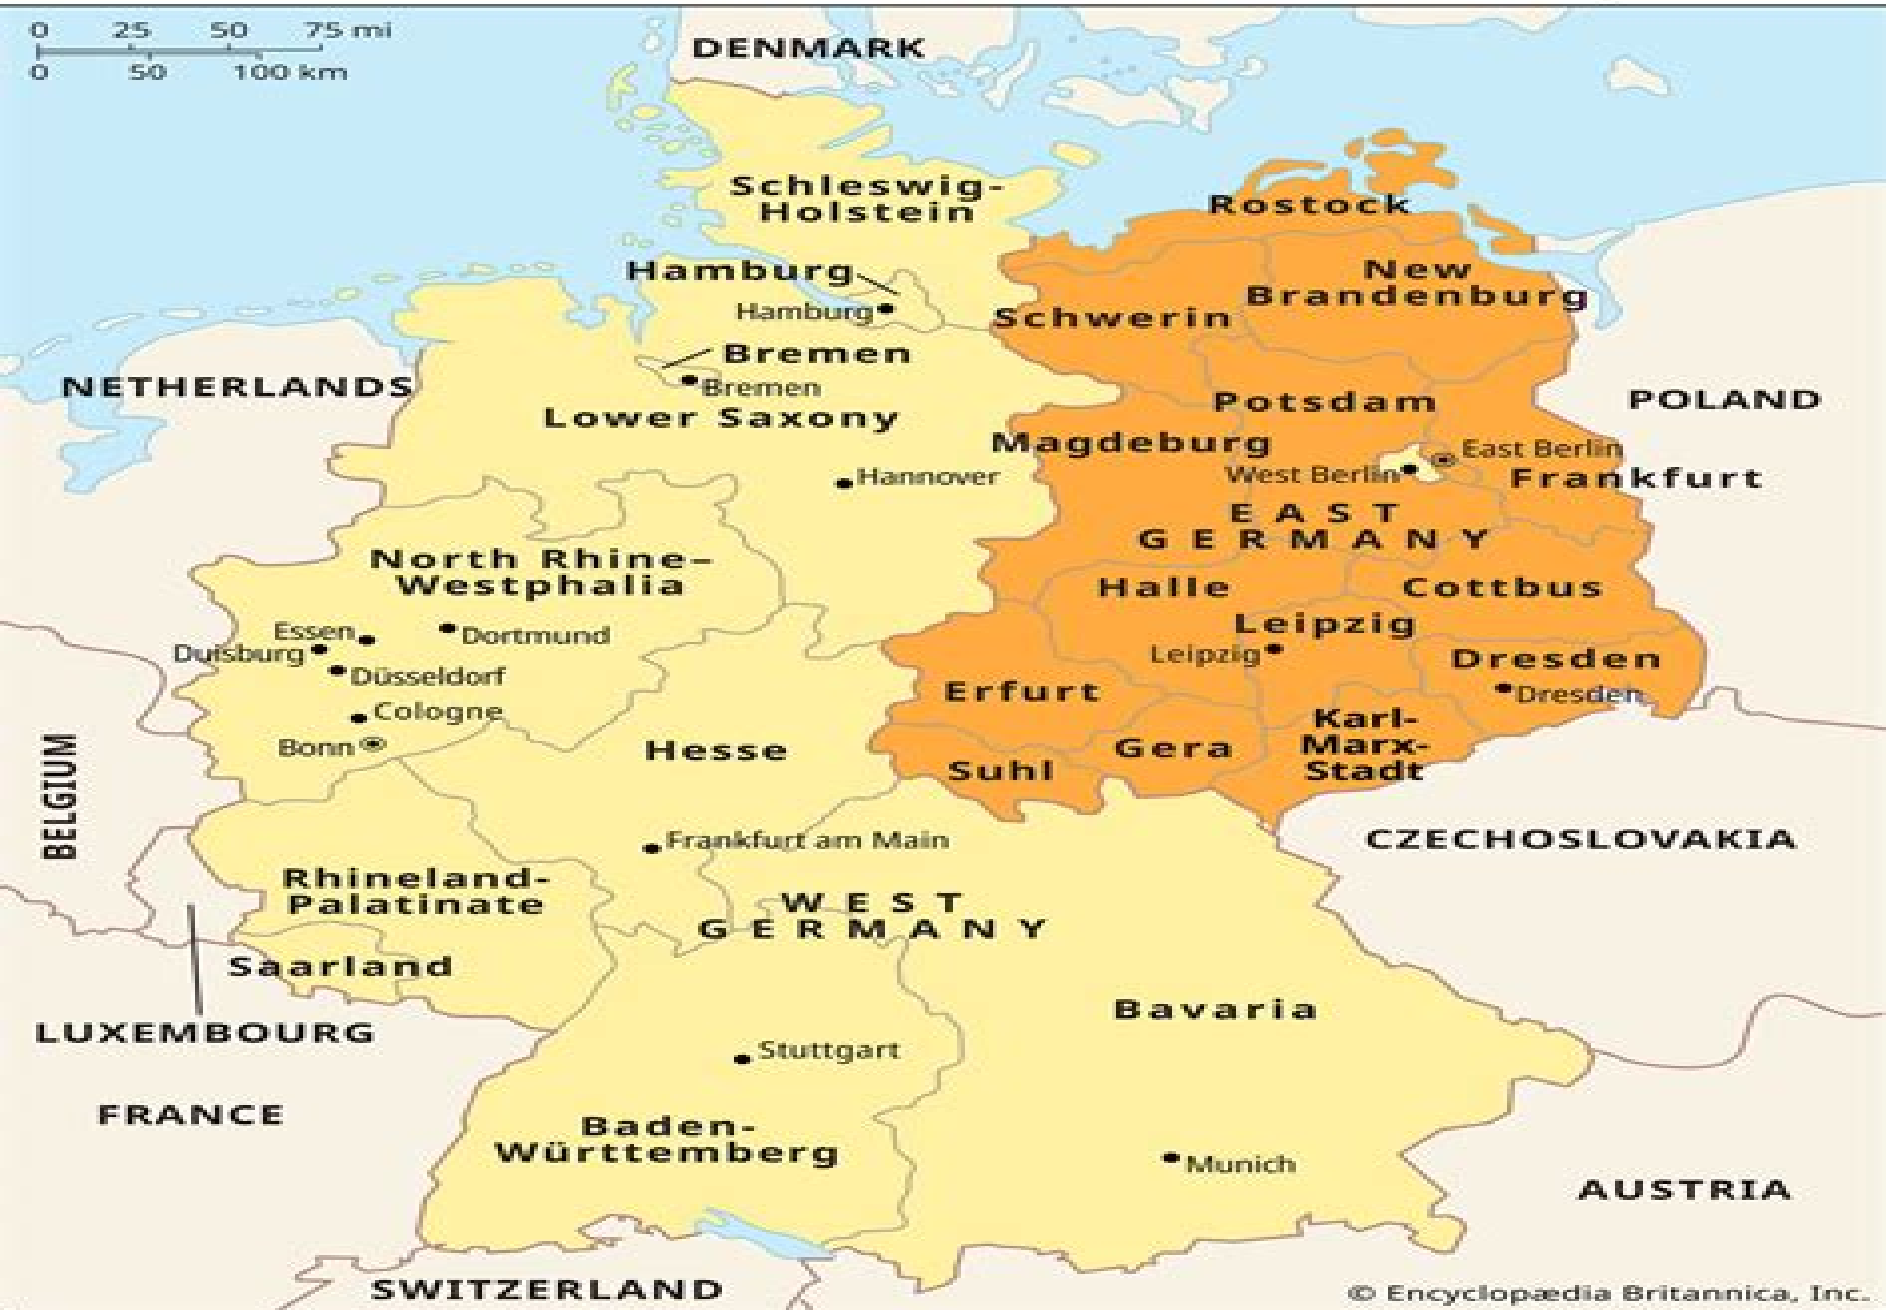 0 25 50 75 mi
0 50 100 km
DENMARK
Schleswig-
Holstein
Rostock
Hamburg
Hamburg
New
Brandenburg
Schwerin
Bremen
Bremen
NETHERLANDS
Lower Saxony
Potsdam
POLAND
Magdeburg
East Berlin
West Berlin
Frankfurt
Hannover
EAST
GERMANY
North Rhine–
Westphalia
Halle
Cottbus
Leipzig
Leipzig
Essen
Dortmund
Duisburg
Düsseldorf
Dresden
Dresden
Erfurt
Cologne
Bonn
Karl-
Marx-
Stadt
Hesse
Gera
Suhl
BELGIUM
Frankfurt am Main
CZECHOSLOVAKIA
Rhineland-
Palatinate
WEST
GERMANY
Saarland
Bavaria
LUXEMBOURG
Stuttgart
FRANCE
Baden-
Württemberg
Munich
AUSTRIA
SWITZERLAND
© Encyclopædia Britannica, Inc.